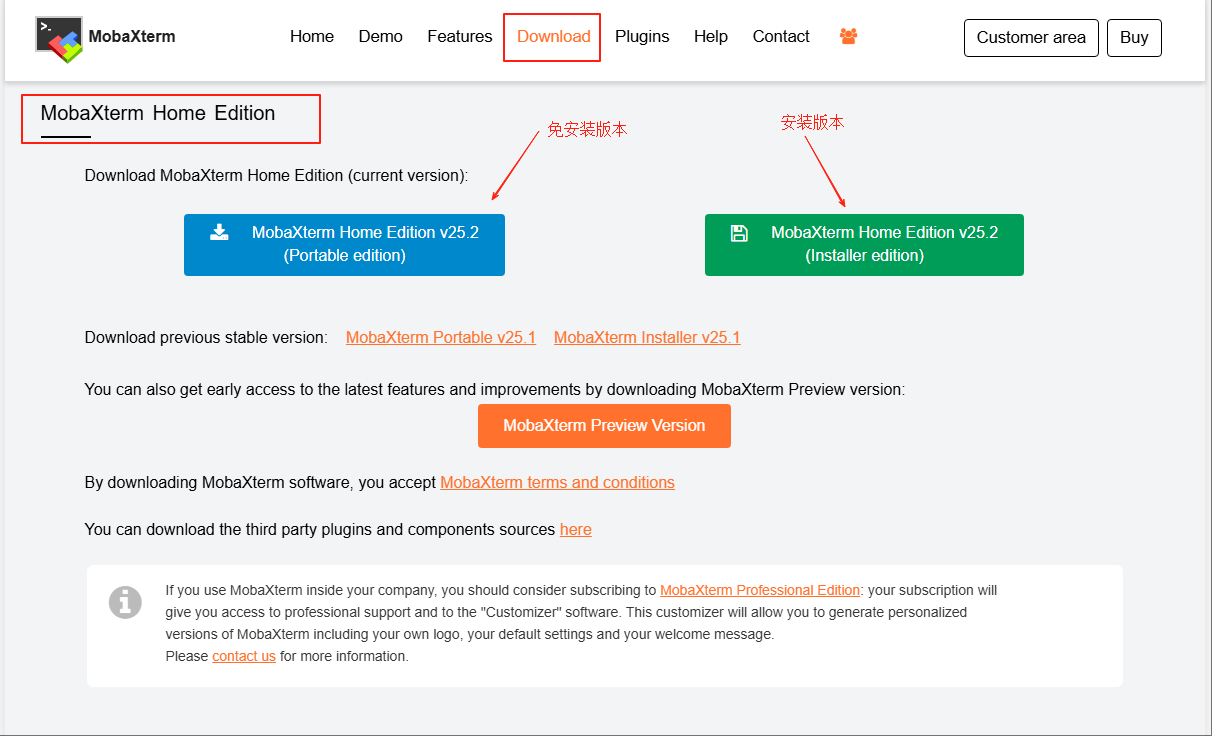 MobaXterm
Home Demo Features Download Plugins Help Contact
Customer area
Buy
MobaXterm Home Edition
免安装版本
安装版本
Download MobaXterm Home Edition (current version):
MobaXterm Home Edition v25.2
(Portable edition)
MobaXterm Home Edition v25.2
(Installer edition)
Download previous stable version: MobaXterm Portable v25.1 MobaXterm Installer v25.1
You can also get early access to the latest features and improvements by downloading MobaXterm Preview version:
MobaXterm Preview Version
By downloading MobaXterm software, you accept MobaXterm terms and conditions
You can download the third party plugins and components sources here
If you use MobaXterm inside your company, you should consider subscribing to MobaXterm Professional Edition: your subscription will
give you access to professional support and to the "Customizer" software. This customizer will allow you to generate personalized
versions of MobaXterm including your own logo, your default settings and your welcome message.
Please contact us for more information.